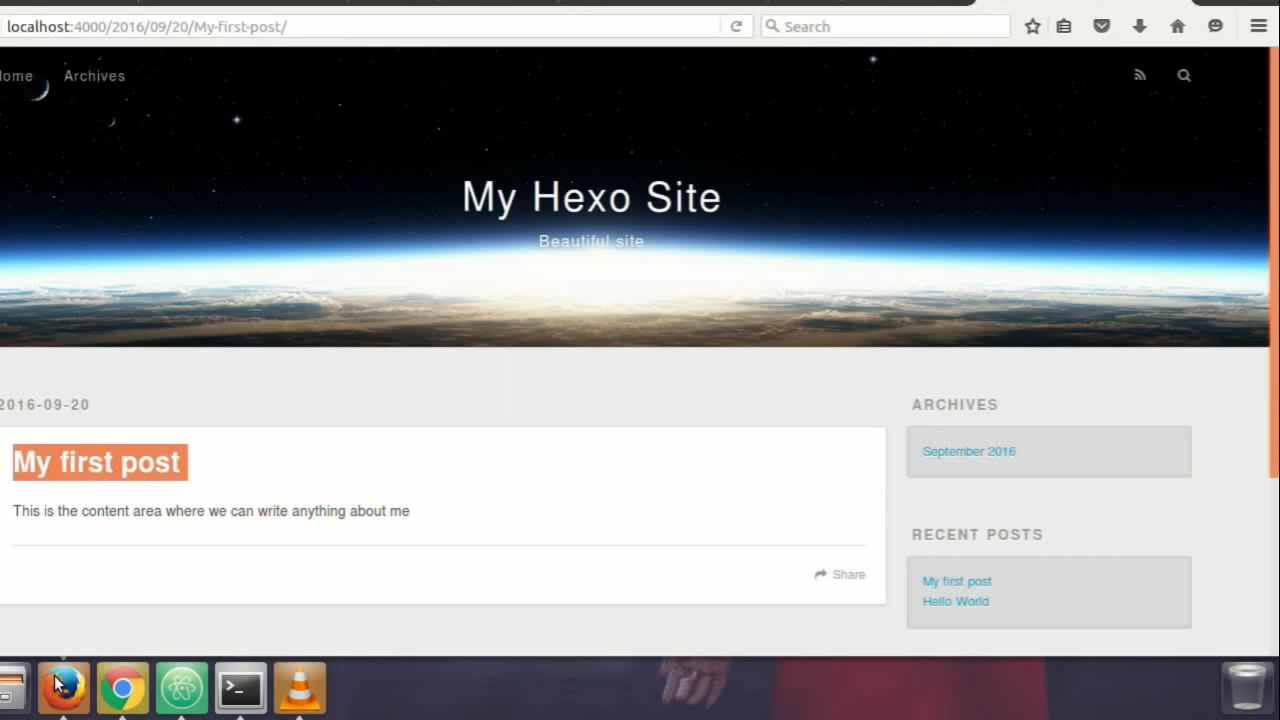 localhost:4000/2016/09/20/My-first-post/
Search
Home Archives
My Hexo Site
Beautiful site
2016-09-20
ARCHIVES
My first post
September 2016
This is the content area where we can write anything about me
RECENT POSTS
Share
My first post
Hello World